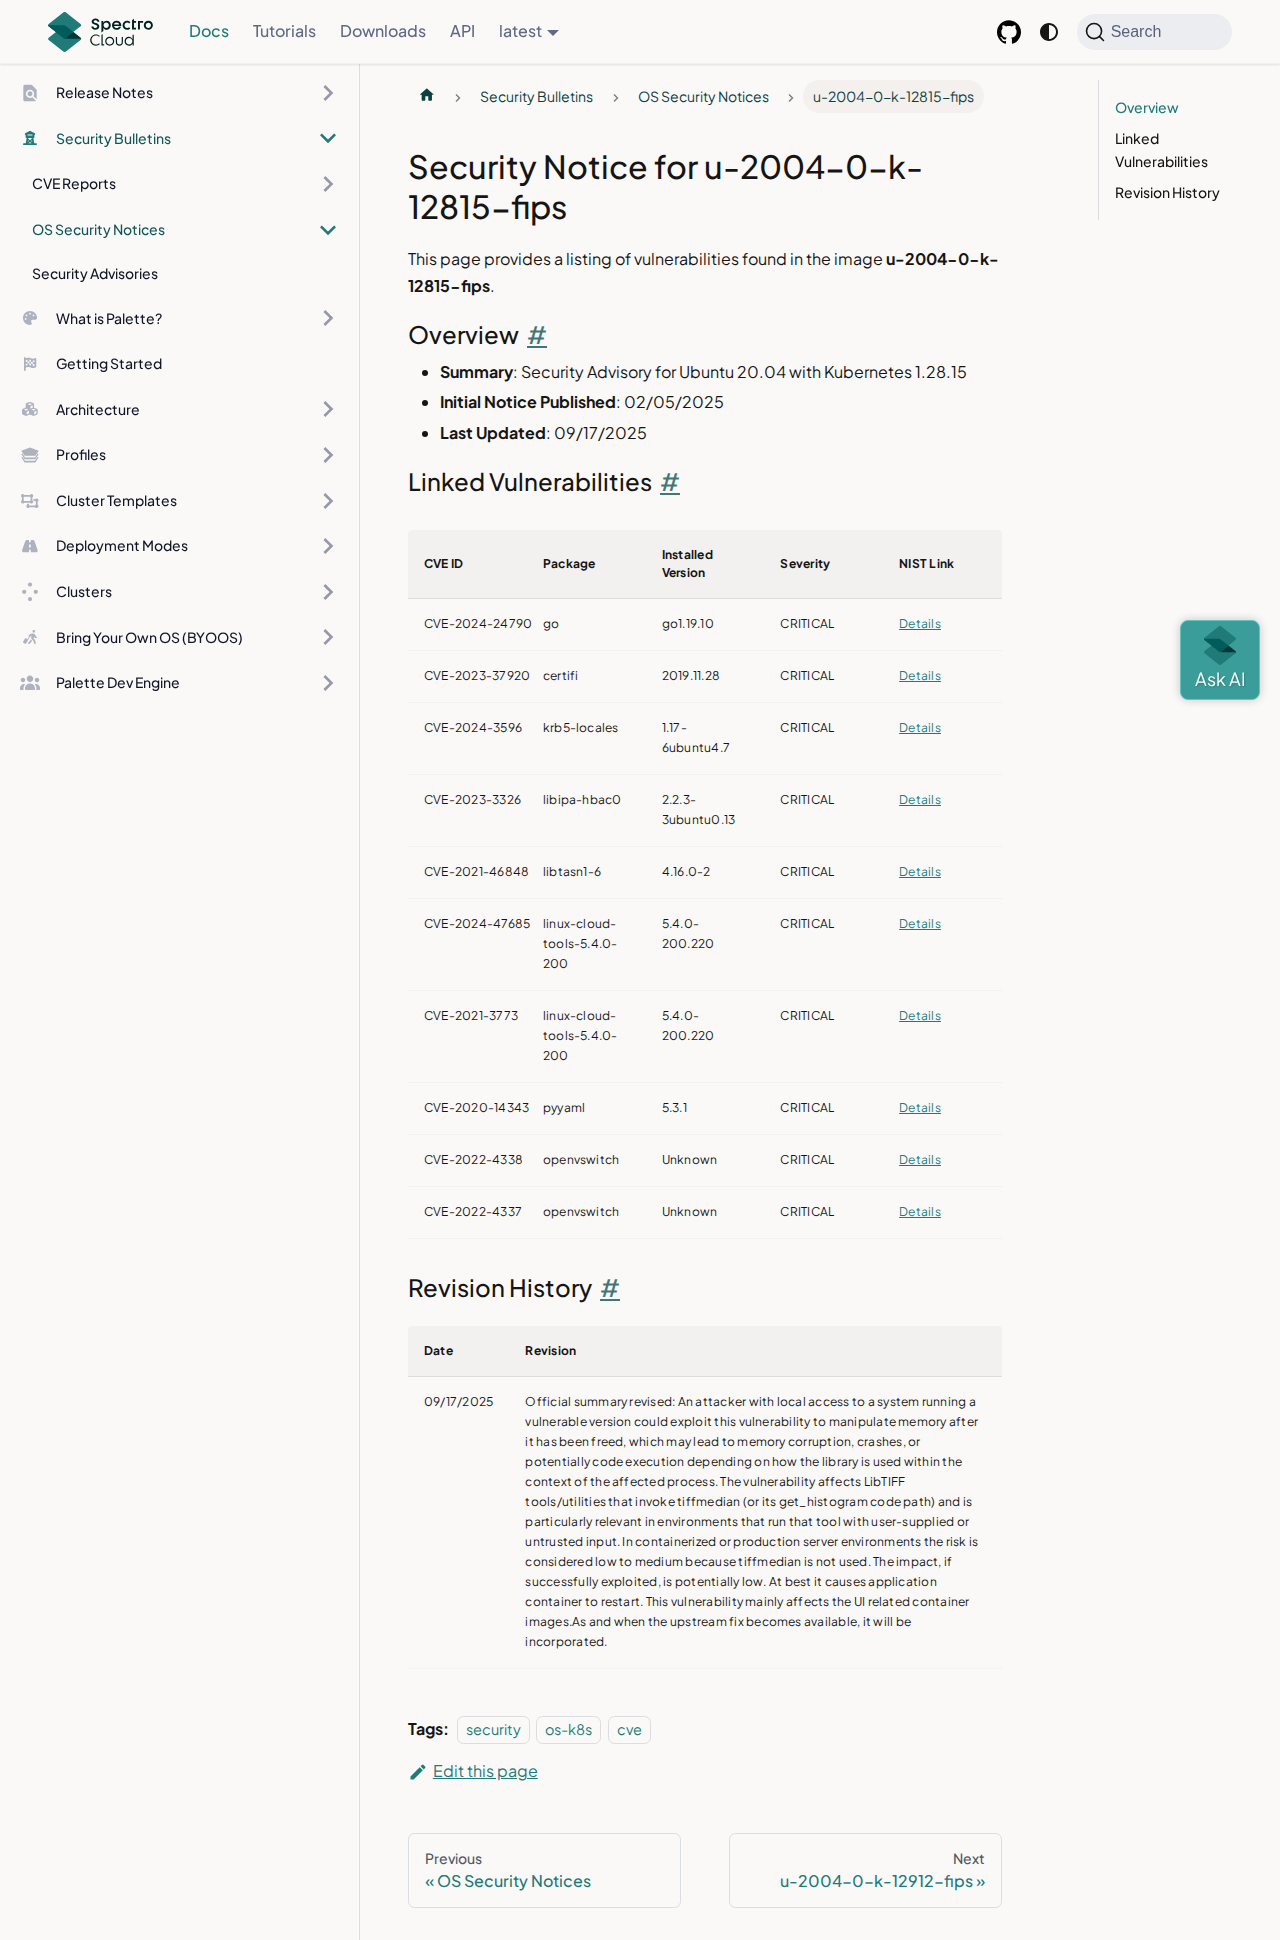 Spectro Cloud
Docs
Tutorials
Downloads
API
latest
Search
Release Notes
Security Bulletins
CVE Reports
OS Security Notices
Security Advisories
What is Palette?
Getting Started
Architecture
Profiles
Cluster Templates
Deployment Modes
Clusters
Bring Your Own OS (BYOOS)
Palette Dev Engine
Security Bulletins
OS Security Notices
u-2004-0-k-12815-fips
Security Notice for u-2004-0-k-
12815-fips
This page provides a listing of vulnerabilities found in the image u-2004-0-k-
12815-fips.
Overview #
Summary: Security Advisory for Ubuntu 20.04 with Kubernetes 1.28.15
Initial Notice Published: 02/05/2025
Last Updated: 09/17/2025
Linked Vulnerabilities #
CVE ID Package Installed Version Severity NIST Link
CVE-2024-24790 go go1.19.10 CRITICAL Details
CVE-2023-37920 certifi 2019.11.28 CRITICAL Details
CVE-2024-3596 krb5-locales 1.17-
6ubuntu4.7 CRITICAL Details
CVE-2023-3326 libipa-hbac0 2.2.3-
3ubuntu0.13 CRITICAL Details
CVE-2021-46848 libtasn1-6 4.16.0-2 CRITICAL Details
CVE-2024-47685 linux-cloud-
tools-5.4.0-
200 5.4.0-
200.220 CRITICAL Details
CVE-2021-3773 linux-cloud-
tools-5.4.0-
200 5.4.0-
200.220 CRITICAL Details
CVE-2020-14343 pyyaml 5.3.1 CRITICAL Details
CVE-2022-4338 openvswitch Unknown CRITICAL Details
CVE-2022-4337 openvswitch Unknown CRITICAL Details
Revision History #
Date Revision
09/17/2025 Official summary revised: An attacker with local access to a system running a
vulnerable version could exploit this vulnerability to manipulate memory after
it has been freed, which may lead to memory corruption, crashes, or
potentially code execution depending on how the library is used within the
context of the affected process. The vulnerability affects LibTIFF
tools/utilities that invoke tiffmedian (or its get_histogram code path) and is
particularly relevant in environments that run that tool with user-supplied or
untrusted input. In containerized or production server environments the risk is
considered low to medium because tiffmedian is not used. The impact, if
successfully exploited, is potentially low. At best it causes application
container to restart. This vulnerability mainly affects the UI related container
images.As and when the upstream fix becomes available, it will be
incorporated.
Tags: security os-k8s cve
Edit this page
Previous
« OS Security Notices
Next
u-2004-0-k-12912-fips »
Overview
Linked
Vulnerabilities
Revision History
Ask AI